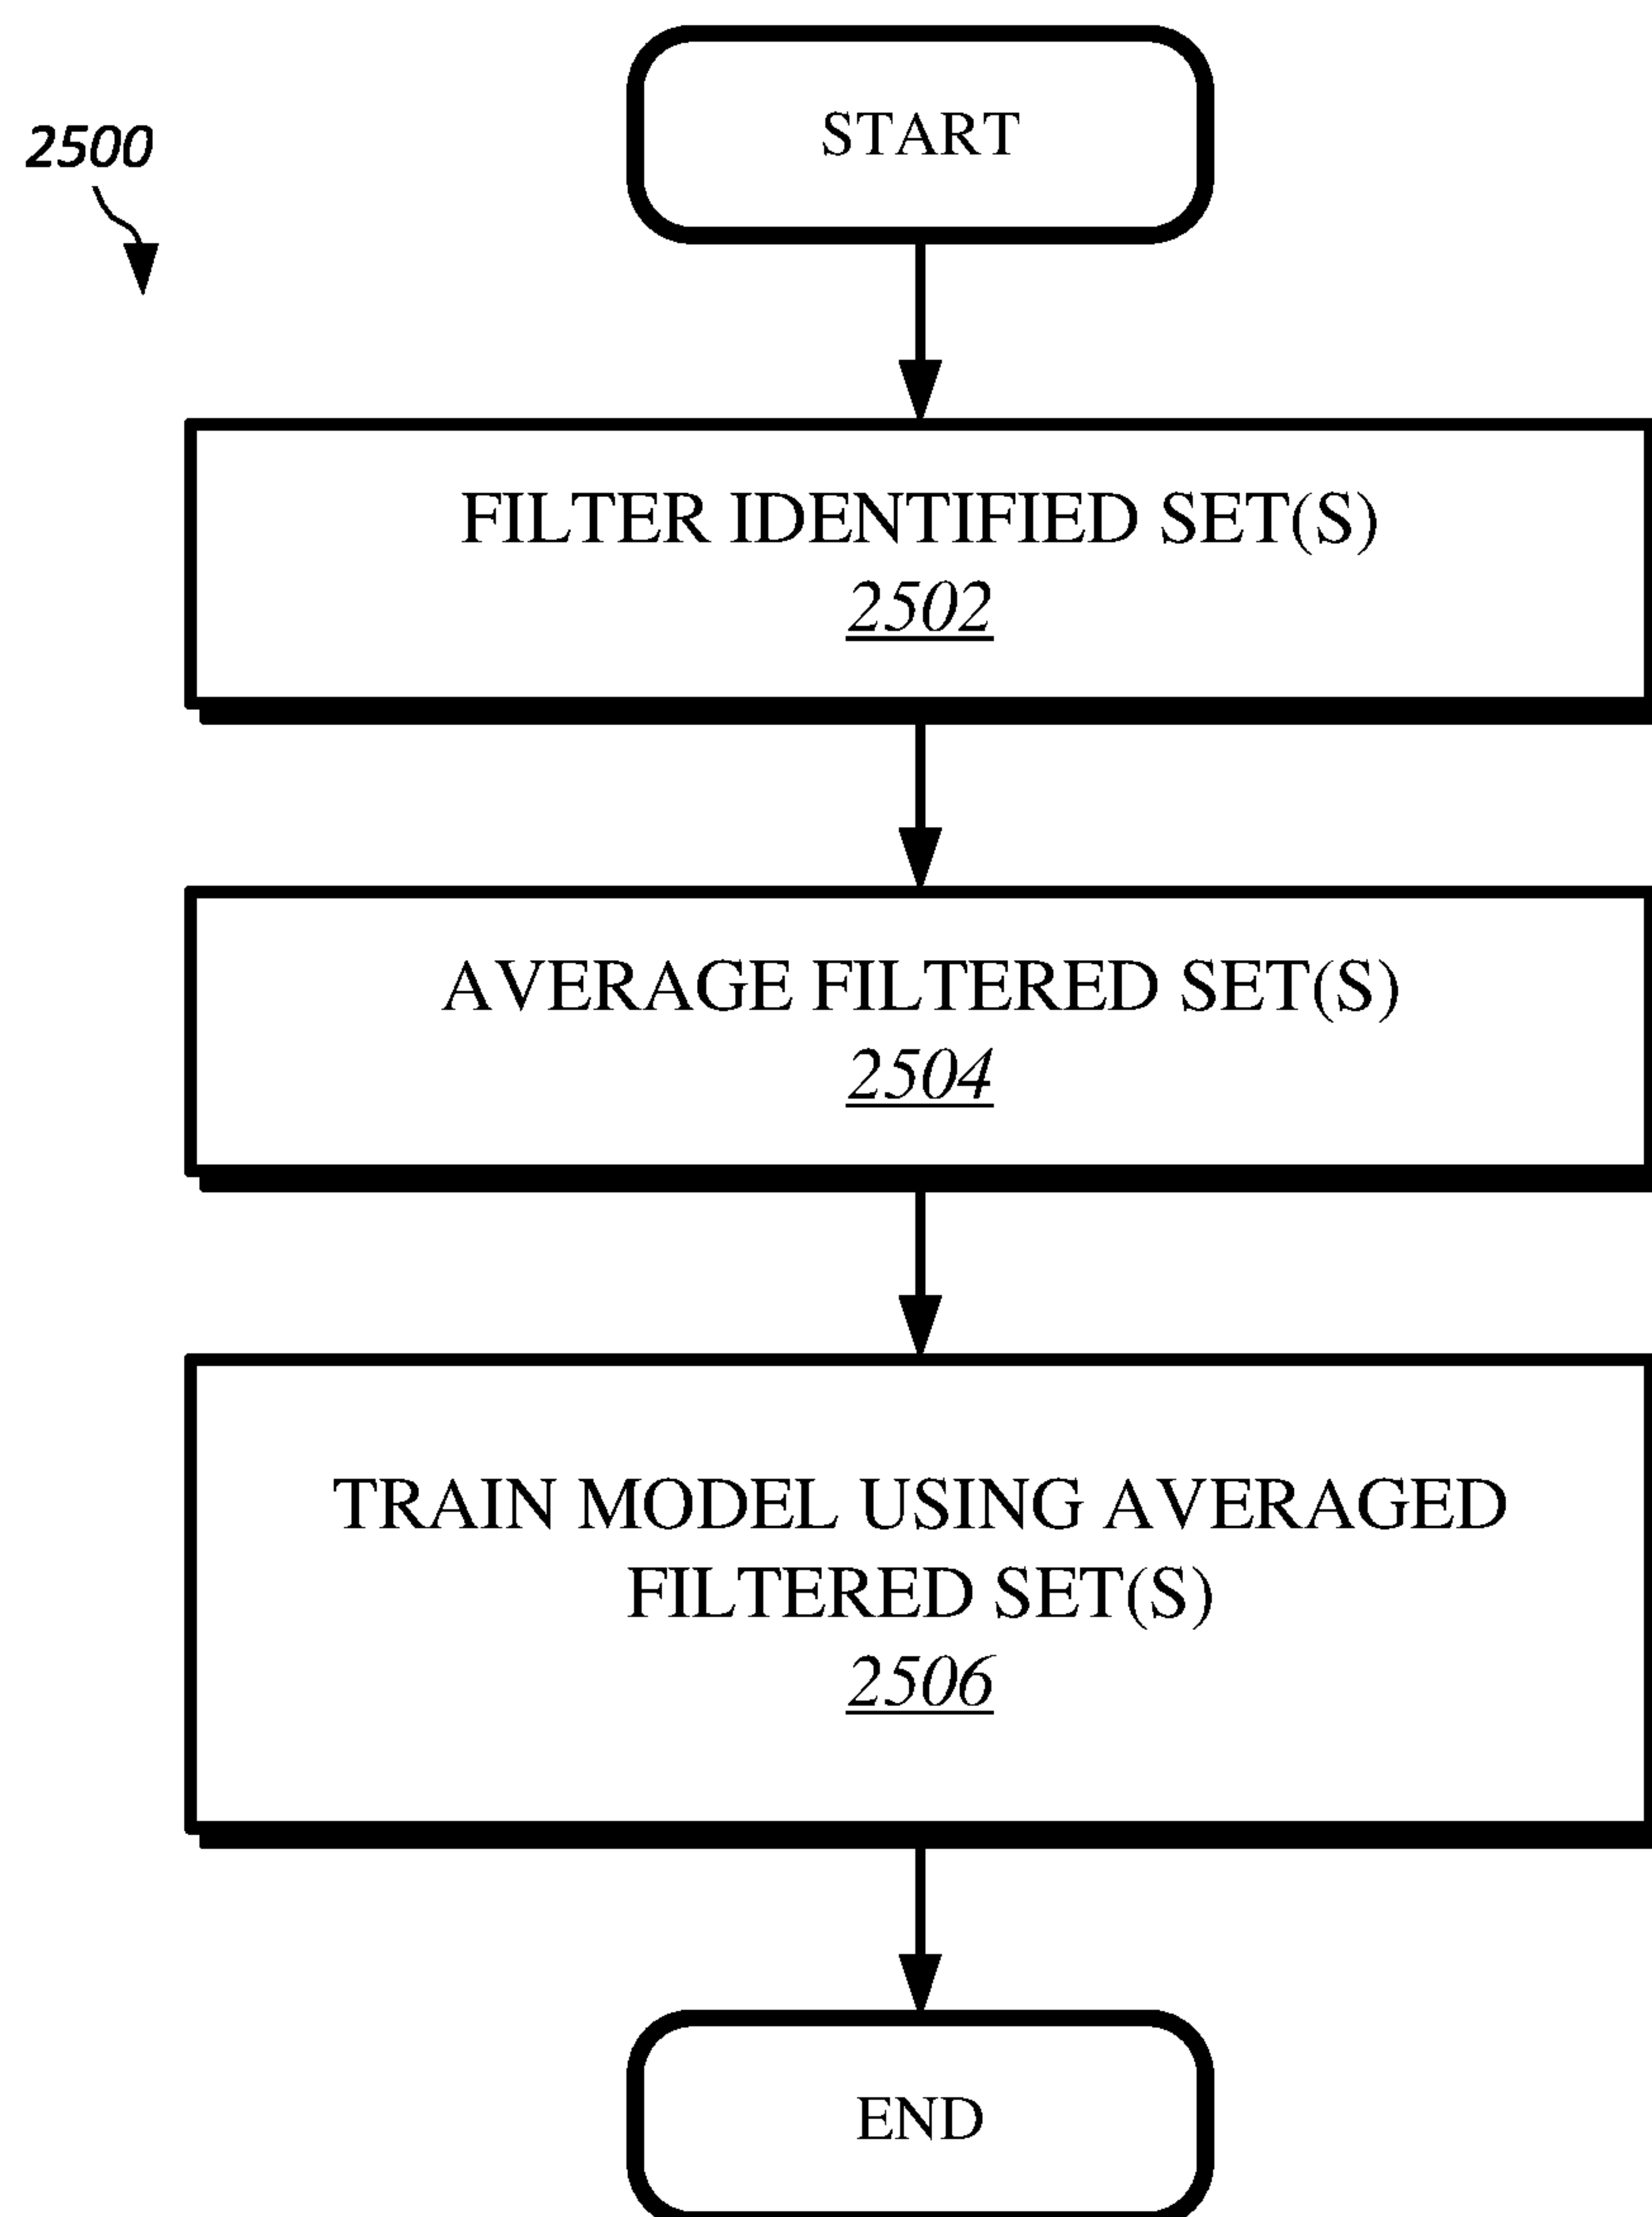 2500
START
FILTER IDENTIFIED SET(S)
2502
AVERAGE FILTERED SET(S)
2504
TRAIN MODEL USING AVERAGED
FILTERED SET(S)
2506
END